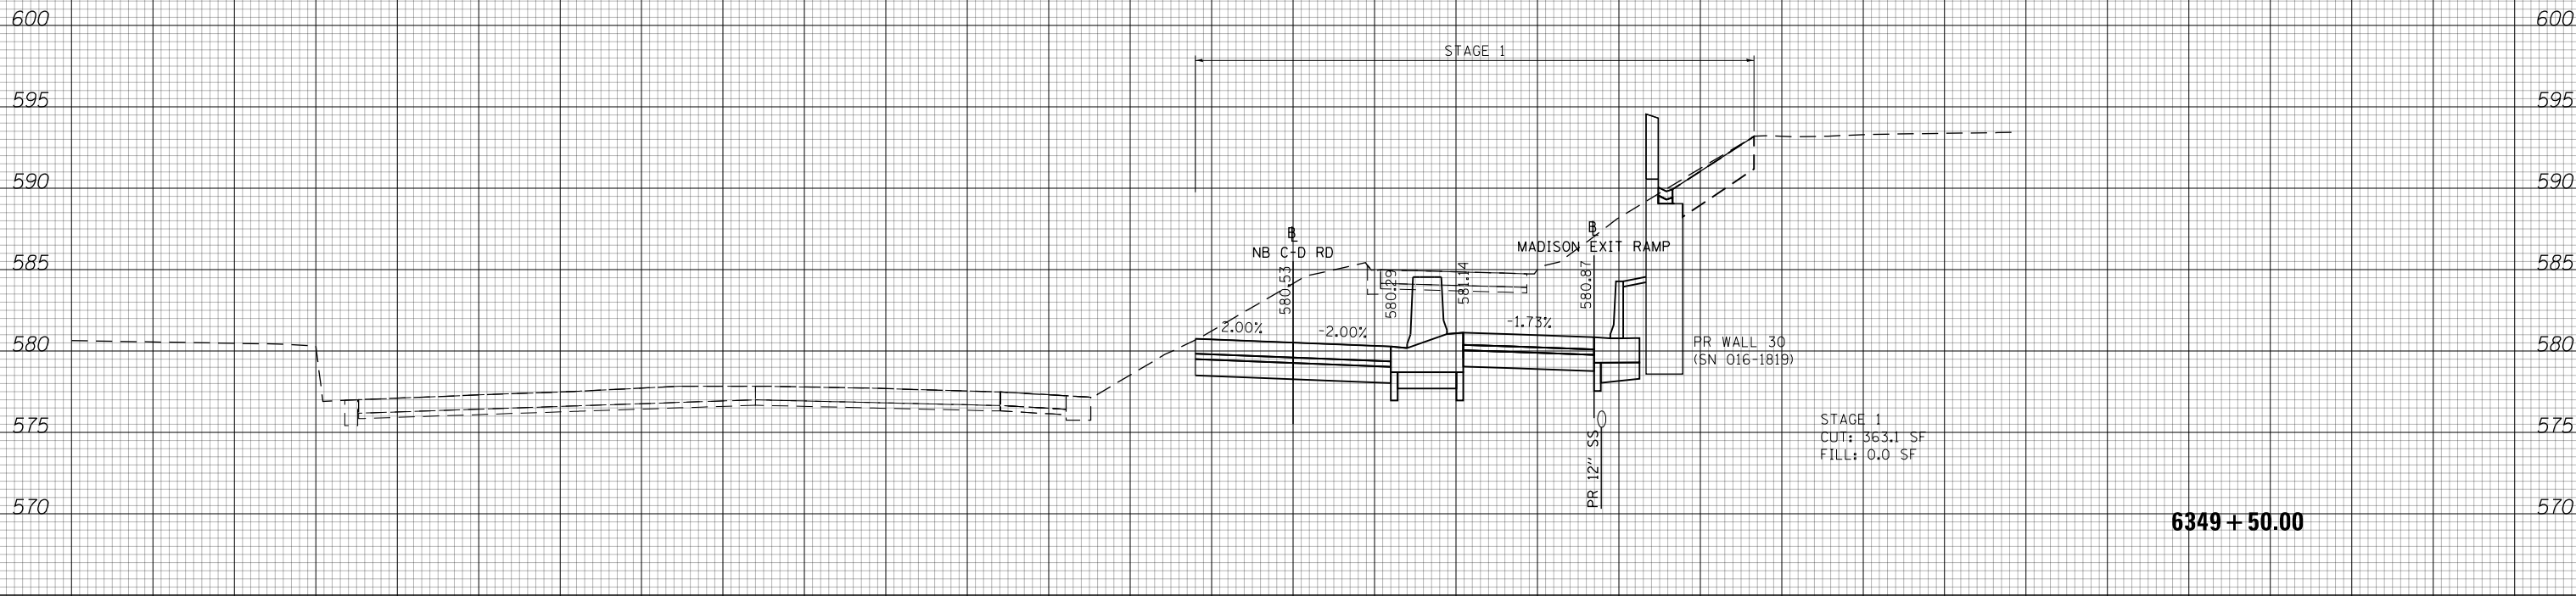 600
600
STAGE 1
595
595
590
590
BL
BL
NB C-D RD
MADISON EXIT RAMP
585
585
580.53
580.29
581.14
580.87
2.00%
-2.00%
-1.73%
580
580
PR WALL 30
(SN 016-1819)
575
575
STAGE 1
CUT: 363.1 SF
FILL: 0.0 SF
PR 12" SS
570
570
6349+50.00